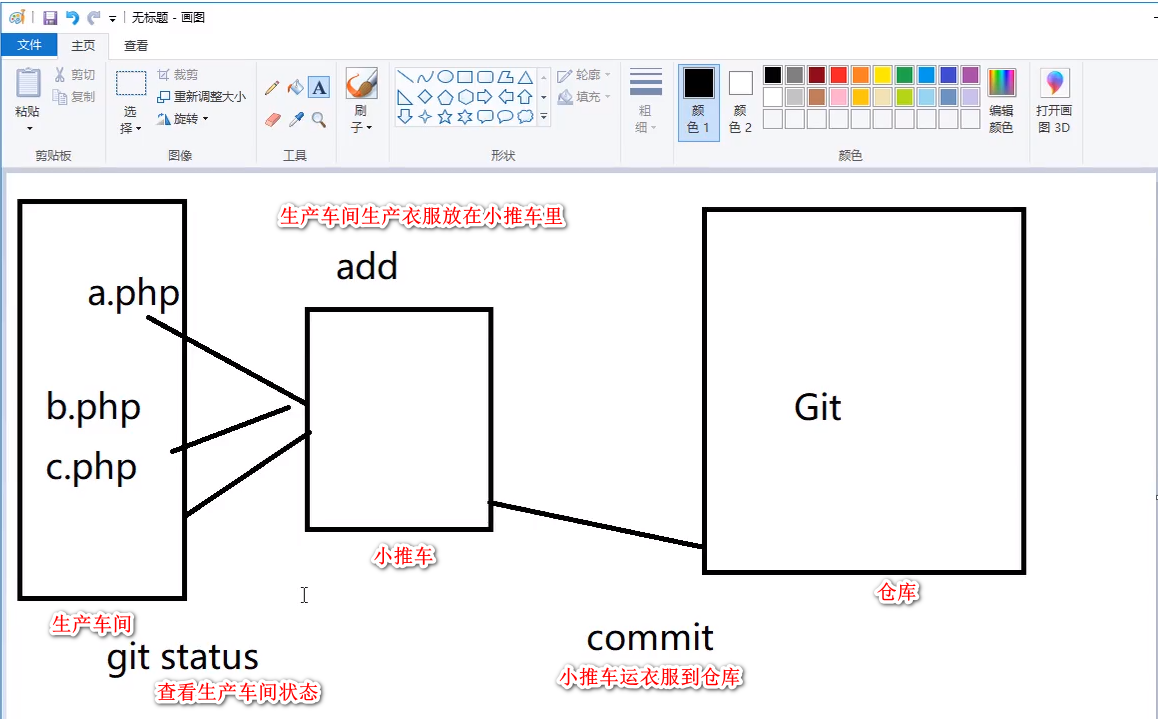 无标题 - 画图
文件 主页 查看
粘贴
剪切
复制
剪贴板
选择
裁剪
重新调整大小
旋转
图像
A
工具
刷子
形状
轮廓
填充
粗细
颜色 1
颜色 2
编辑颜色
颜色
打开画图 3D
生产车间生产衣服放在小推车里
add
a.php
b.php
c.php
Git
小推车
仓库
生产车间
git status
查看生产车间状态
commit
小推车运衣服到仓库